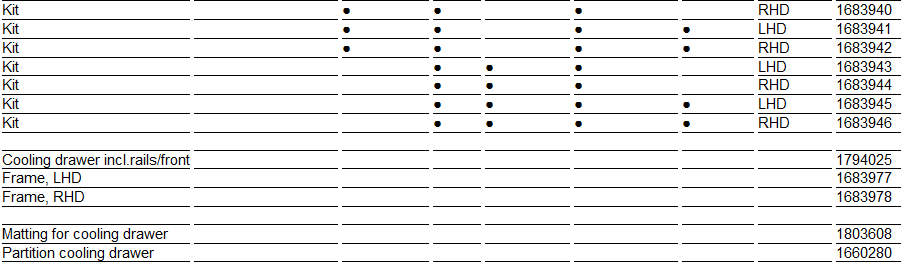 Kit ● ● ● RHD 1683940
Kit ● ● ● ● LHD 1683941
Kit ● ● ● ● RHD 1683942
Kit ● ● ● LHD 1683943
Kit ● ● ● RHD 1683944
Kit ● ● ● ● LHD 1683945
Kit ● ● ● ● RHD 1683946
Cooling drawer incl.rails/front 1794025
Frame, LHD 1683977
Frame, RHD 1683978
Matting for cooling drawer 1803608
Partition cooling drawer 1660280